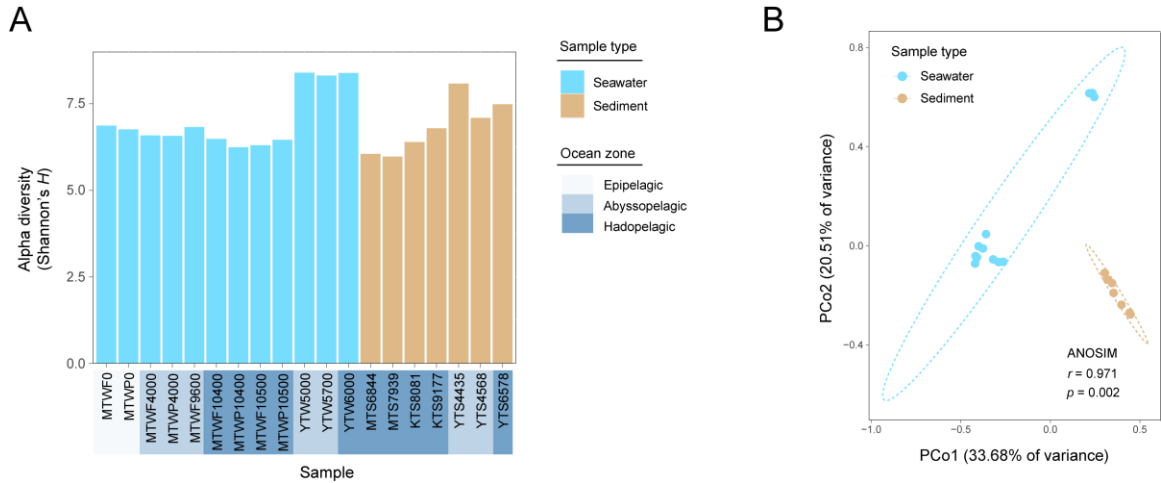 A
Alpha diversity
(Shannon's H)
7.5
5.0
2.5
0.0
MTWF0
MTWP0
MTWF4000
MTWP4000
MTWF9600
MTWF10400
MTWP10400
MTWF10500
MTWP10500
YTW5000
YTW5700
YTW6000
MTS6844
MTS7939
KTS8081
KTS9177
YTS4435
YTS4568
YTS6578
Sample
Sample type
Seawater
Sediment
Ocean zone
Epipelagic
Abyssopelagic
Hadopelagic
B
PCo2 (20.51% of variance)
0.8
0.4
0.0
−0.4
Sample type
Seawater
Sediment
ANOSIM
r = 0.971
p = 0.002
−1.0
−0.5
0.0
0.5
PCo1 (33.68% of variance)